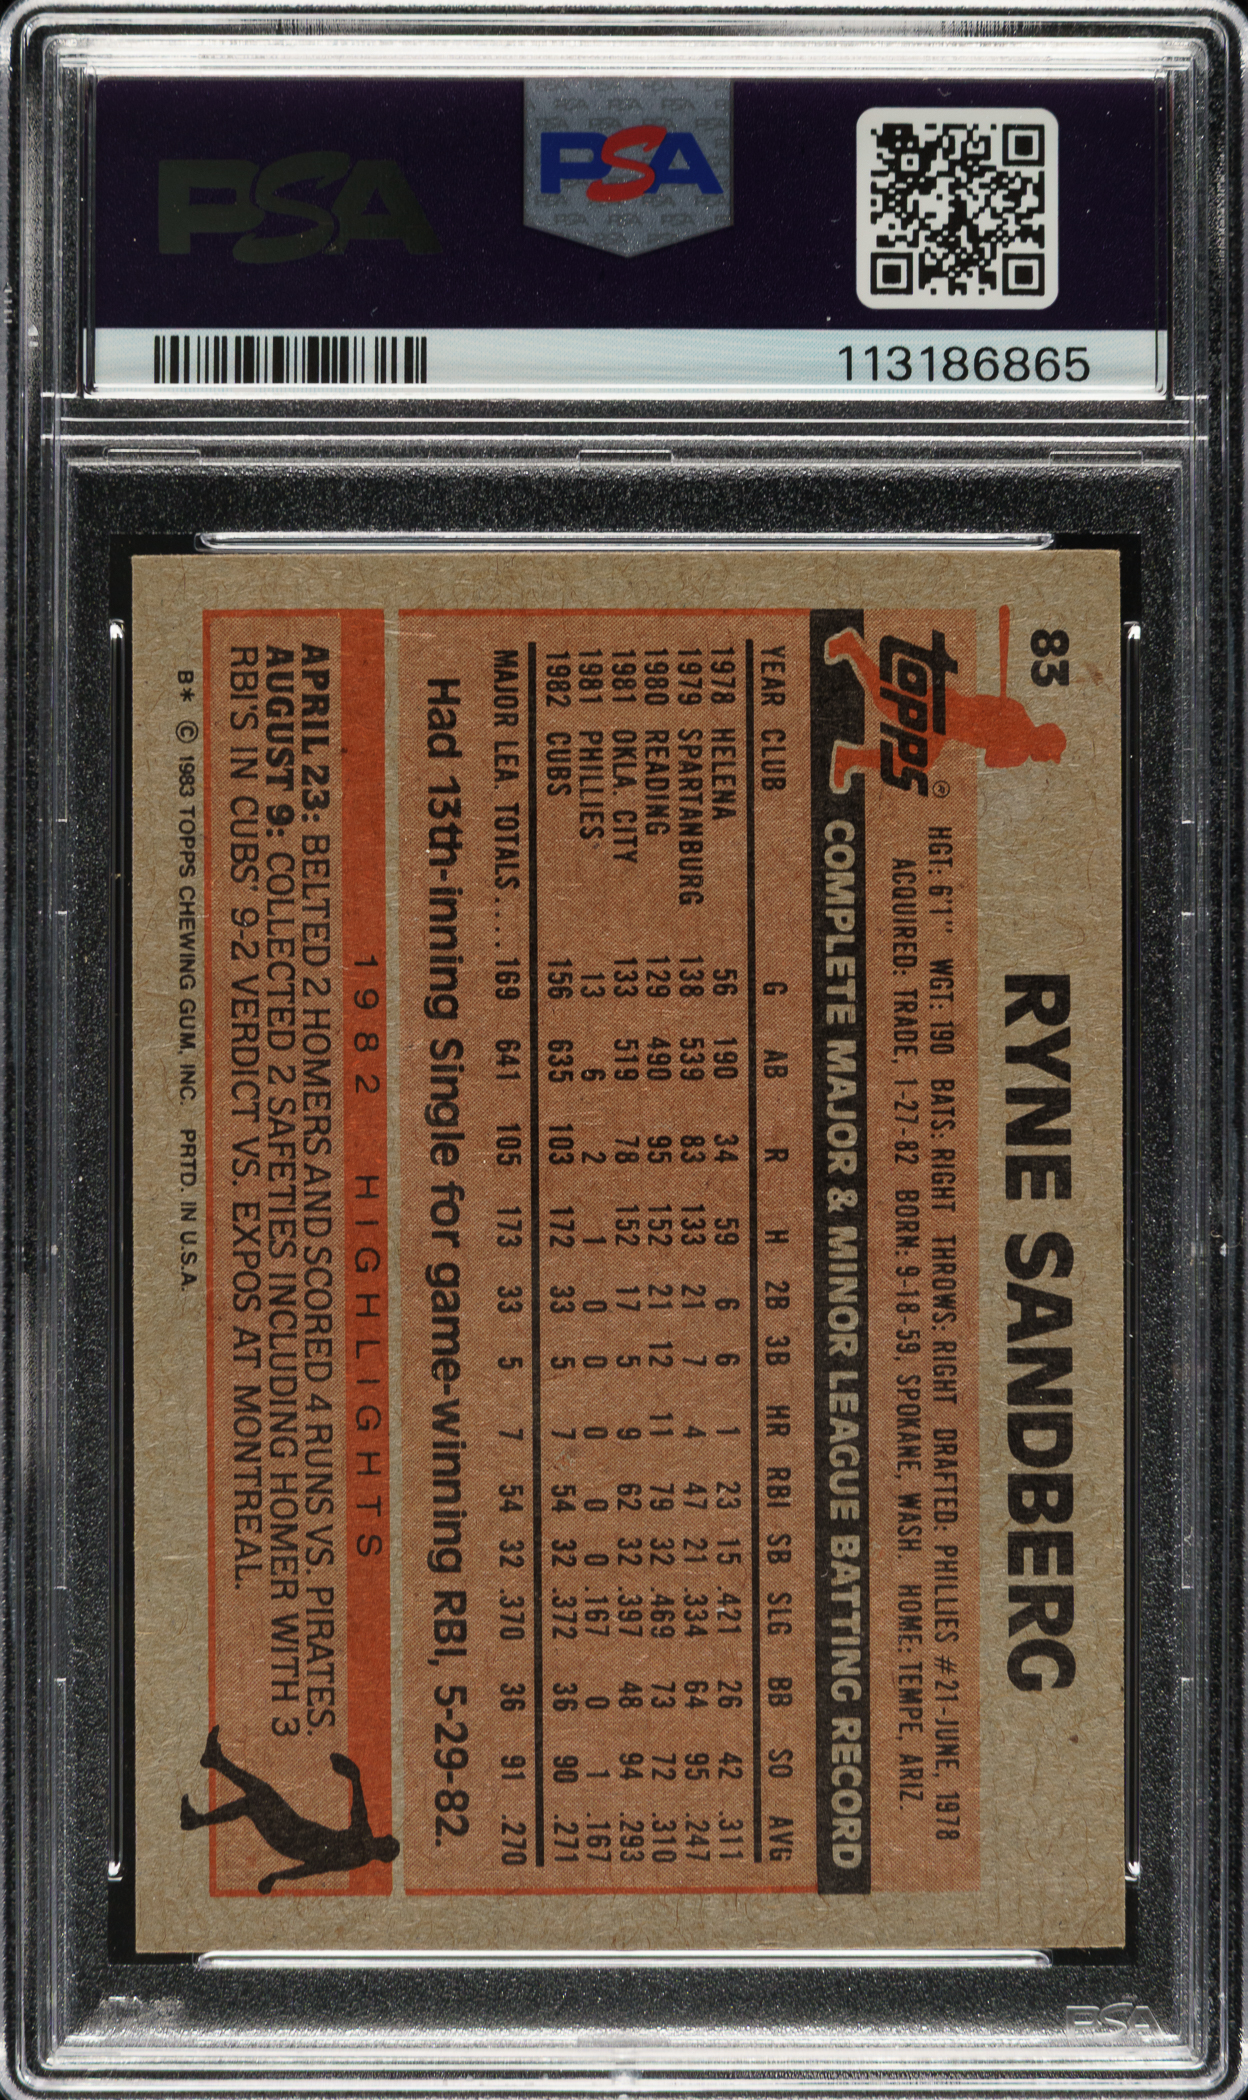 PSA
PSA
113186865
83
RYNE SANDBERG
topps®
HGT: 6'1" WGT: 190 BATS: RIGHT THROWS: RIGHT DRAFTED: PHILLIES #21-JUNE, 1978
ACQUIRED: TRADE, 1-27-82 BORN: 9-18-59, SPOKANE, WASH. HOME: TEMPE, ARIZ.
COMPLETE MAJOR & MINOR LEAGUE BATTING RECORD
YEAR CLUB G AB R H 2B 3B HR RBI SB SLG BB SO AVG
1978 HELENA 56 190 34 59 6 6 1 23 15 .421 26 42 .311
1979 SPARTANBURG 138 539 83 133 21 7 4 47 21 .334 64 95 .247
1980 READING 129 490 95 152 21 12 11 79 32 .469 73 72 .310
1981 OKLA. CITY 133 519 78 152 17 5 9 62 32 .397 48 94 .293
1981 PHILLIES 13 6 2 1 0 0 0 0 0 .167 0 1 .167
1982 CUBS 156 635 103 172 33 5 7 54 32 .372 36 90 .271
MAJOR LEA. TOTALS.... 169 641 105 173 33 5 7 54 32 .370 36 91 .270
Had 13th-inning Single for game-winning RBI, 5-29-82.
1982 HIGHLIGHTS
APRIL 23: BELTED 2 HOMERS AND SCORED 4 RUNS VS. PIRATES.
AUGUST 9: COLLECTED 2 SAFETIES INCLUDING HOMER WITH 3
RBI'S IN CUBS' 9-2 VERDICT VS. EXPOS AT MONTREAL.
B* © 1983 TOPPS CHEWING GUM, INC. PRTD. IN U.S.A.
PSA